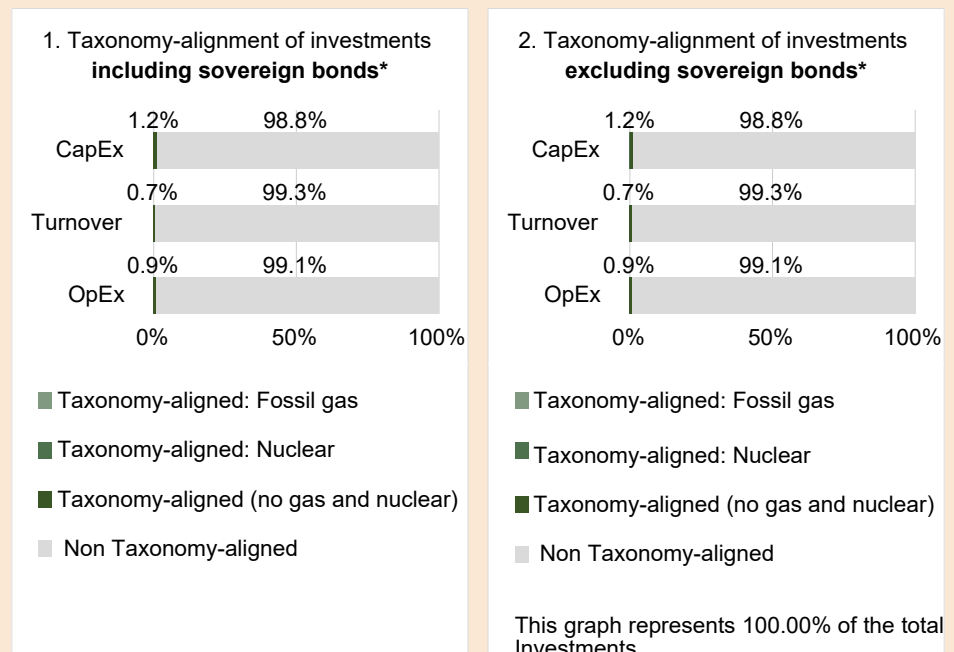 1. Taxonomy-alignment of investments
including sovereign bonds*
1.2% 98.8%
CapEx
0.7% 99.3%
Turnover
0.9% 99.1%
OpEx
0% 50% 100%
Taxonomy-aligned: Fossil gas
Taxonomy-aligned: Nuclear
Taxonomy-aligned (no gas and nuclear)
Non Taxonomy-aligned
2. Taxonomy-alignment of investments
excluding sovereign bonds*
1.2% 98.8%
CapEx
0.7% 99.3%
Turnover
0.9% 99.1%
OpEx
0% 50% 100%
Taxonomy-aligned: Fossil gas
Taxonomy-aligned: Nuclear
Taxonomy-aligned (no gas and nuclear)
Non Taxonomy-aligned
This graph represents 100.00% of the total
Investments